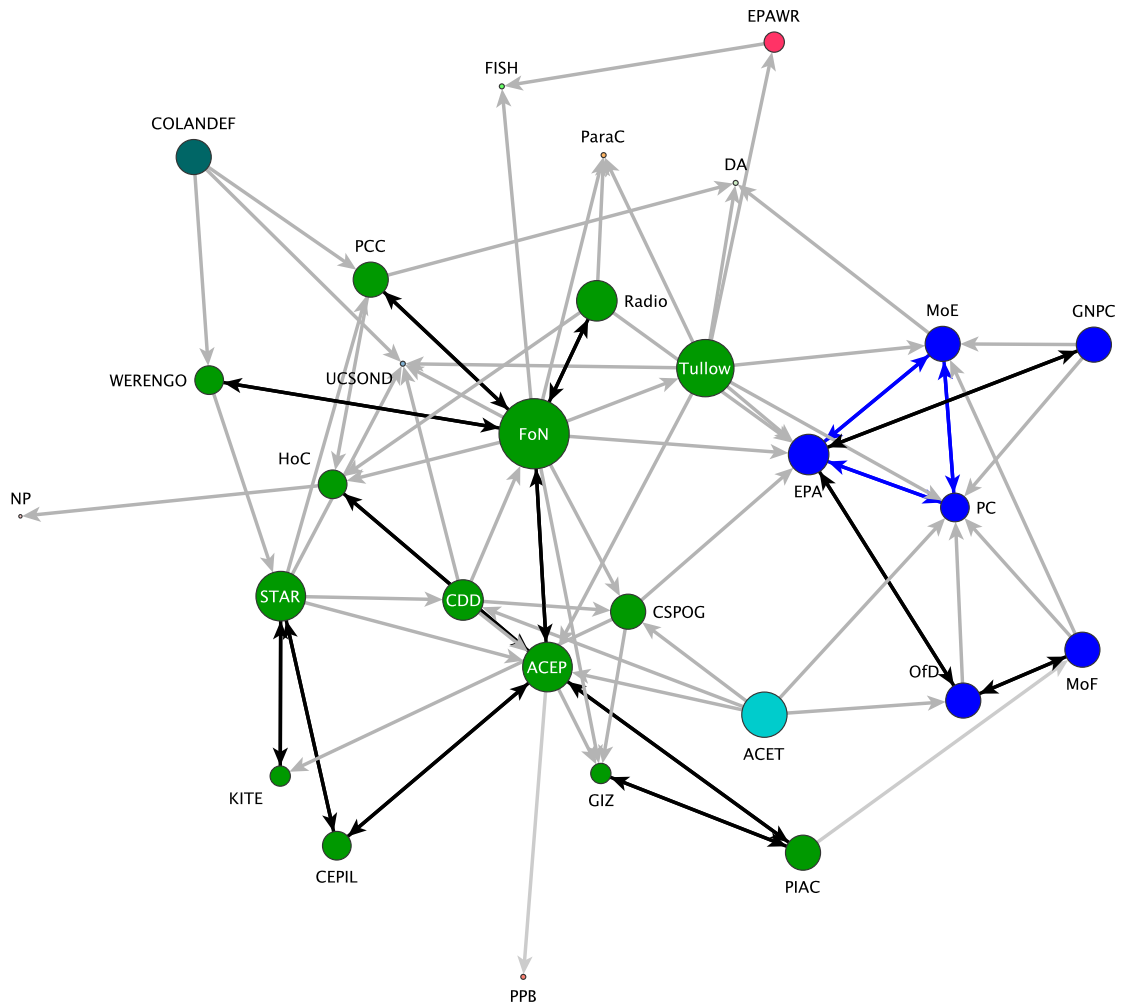 EPAWR
FISH
COLANDEF
ParaC
DA
PCC
Radio
MoE
GNPC
Tullow
WERENGO
UCSOND
FoN
HoC
EPA
NP
PC
STAR
CDD
CSPOG
ACEP
OfD
MoF
ACET
KITE
GIZ
CEPIL
PIAC
PPB